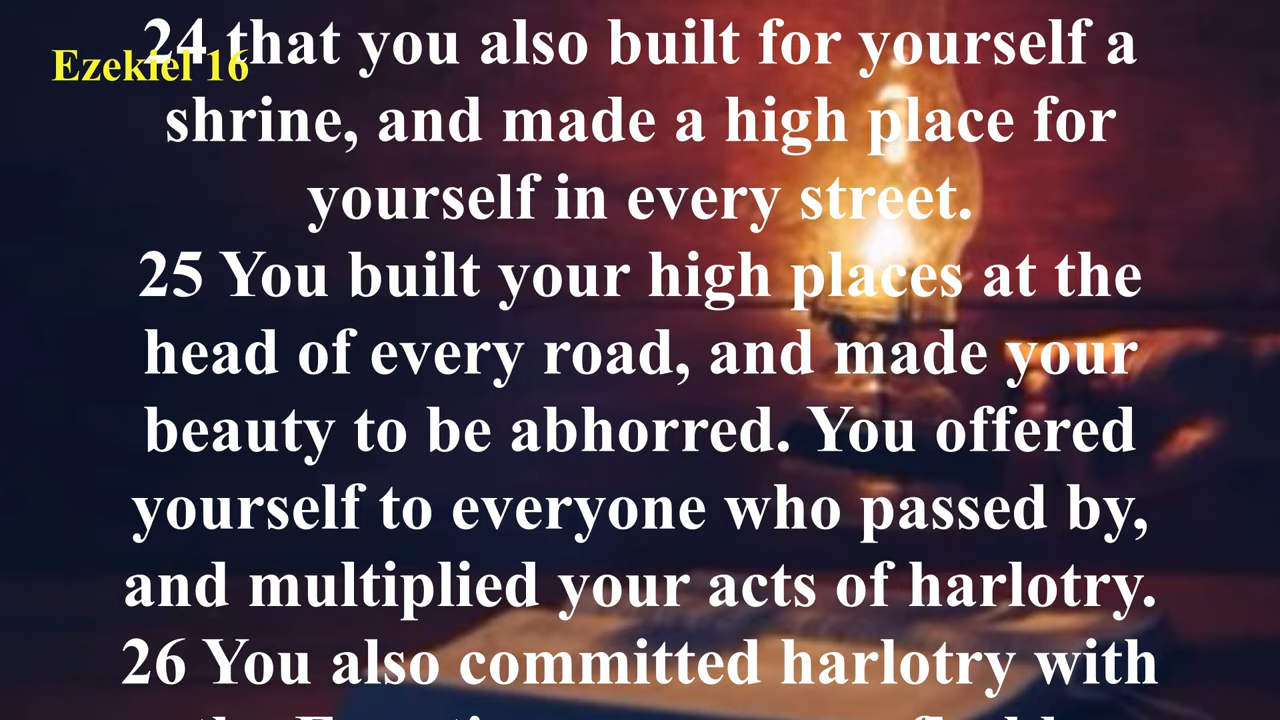 Ezekiel 16
24 that you also built for yourself a
shrine, and made a high place for
yourself in every street.
25 You built your high places at the
head of every road, and made your
beauty to be abhorred. You offered
yourself to everyone who passed by,
and multiplied your acts of harlotry.
26 You also committed harlotry with